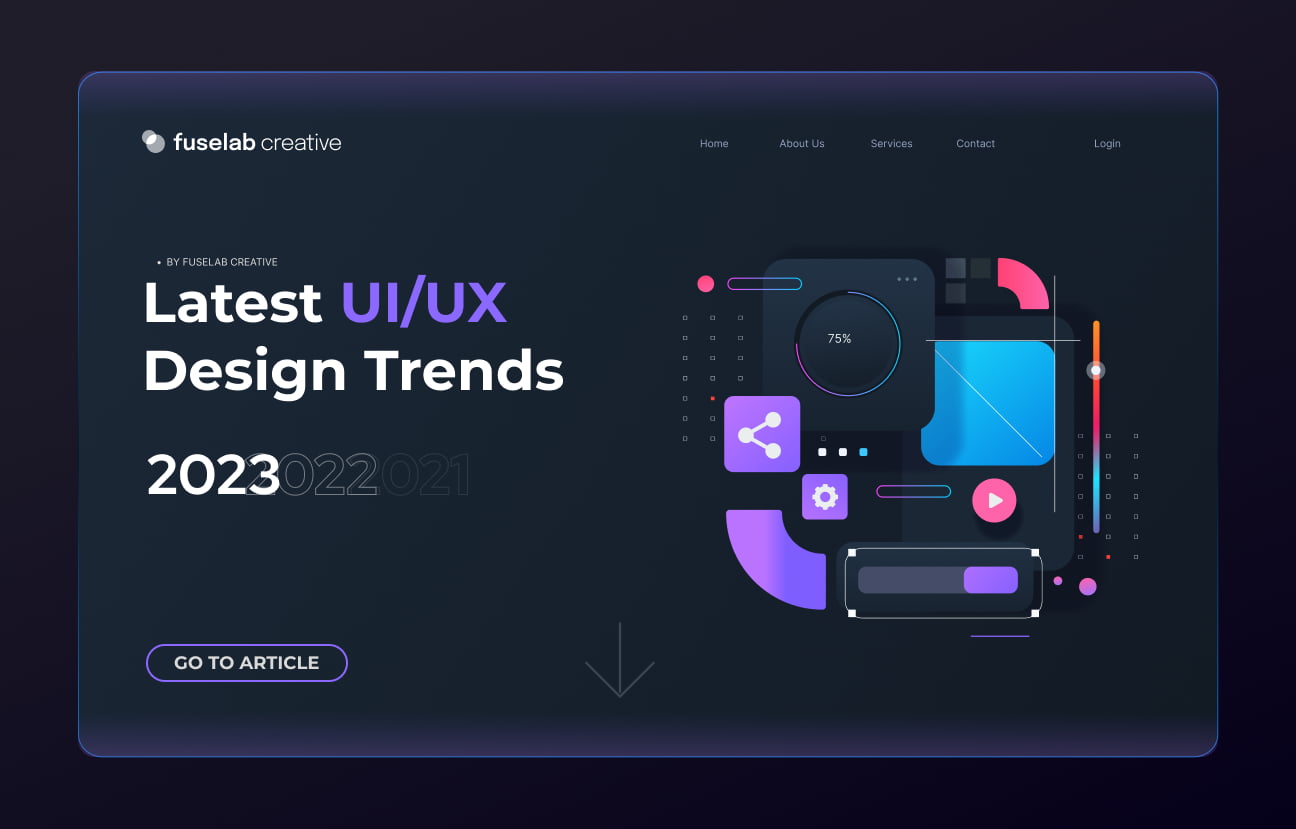 fuselab creative
Home About Us Services Contact Login
• BY FUSELAB CREATIVE
Latest UI/UX
Design Trends
75%
2023 2022 2021
GO TO ARTICLE